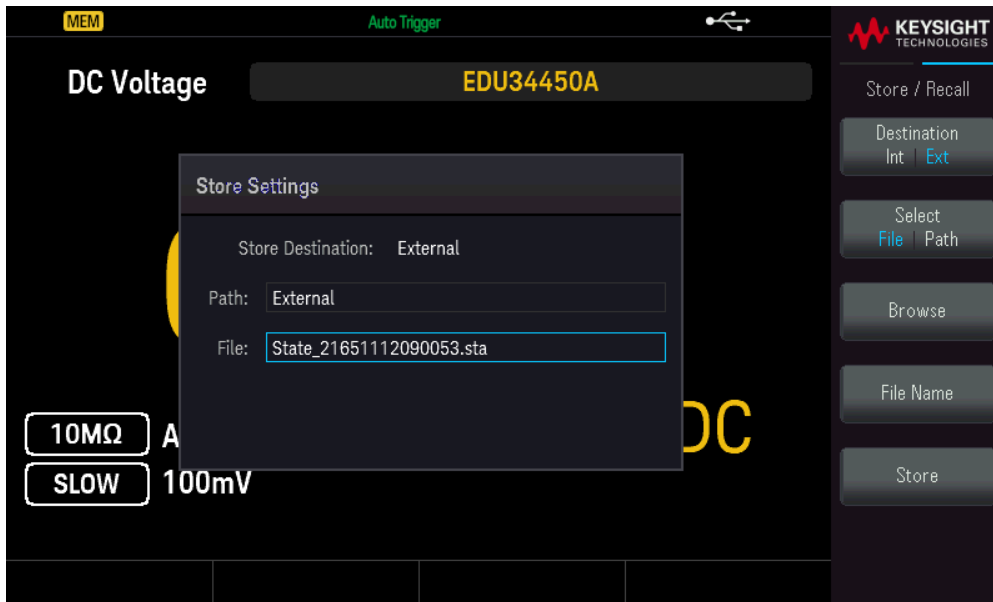 MEM
Auto Trigger
KEYSIGHT
TECHNOLOGIES
DC Voltage
EDU34450A
Store / Recall
Destination
Int | Ext
Store Settings
Store Destination: External
Select
File | Path
Path: External
Browse
File: State_21651112090053.sta
File Name
10MΩ A
DC
SLOW 100mV
Store